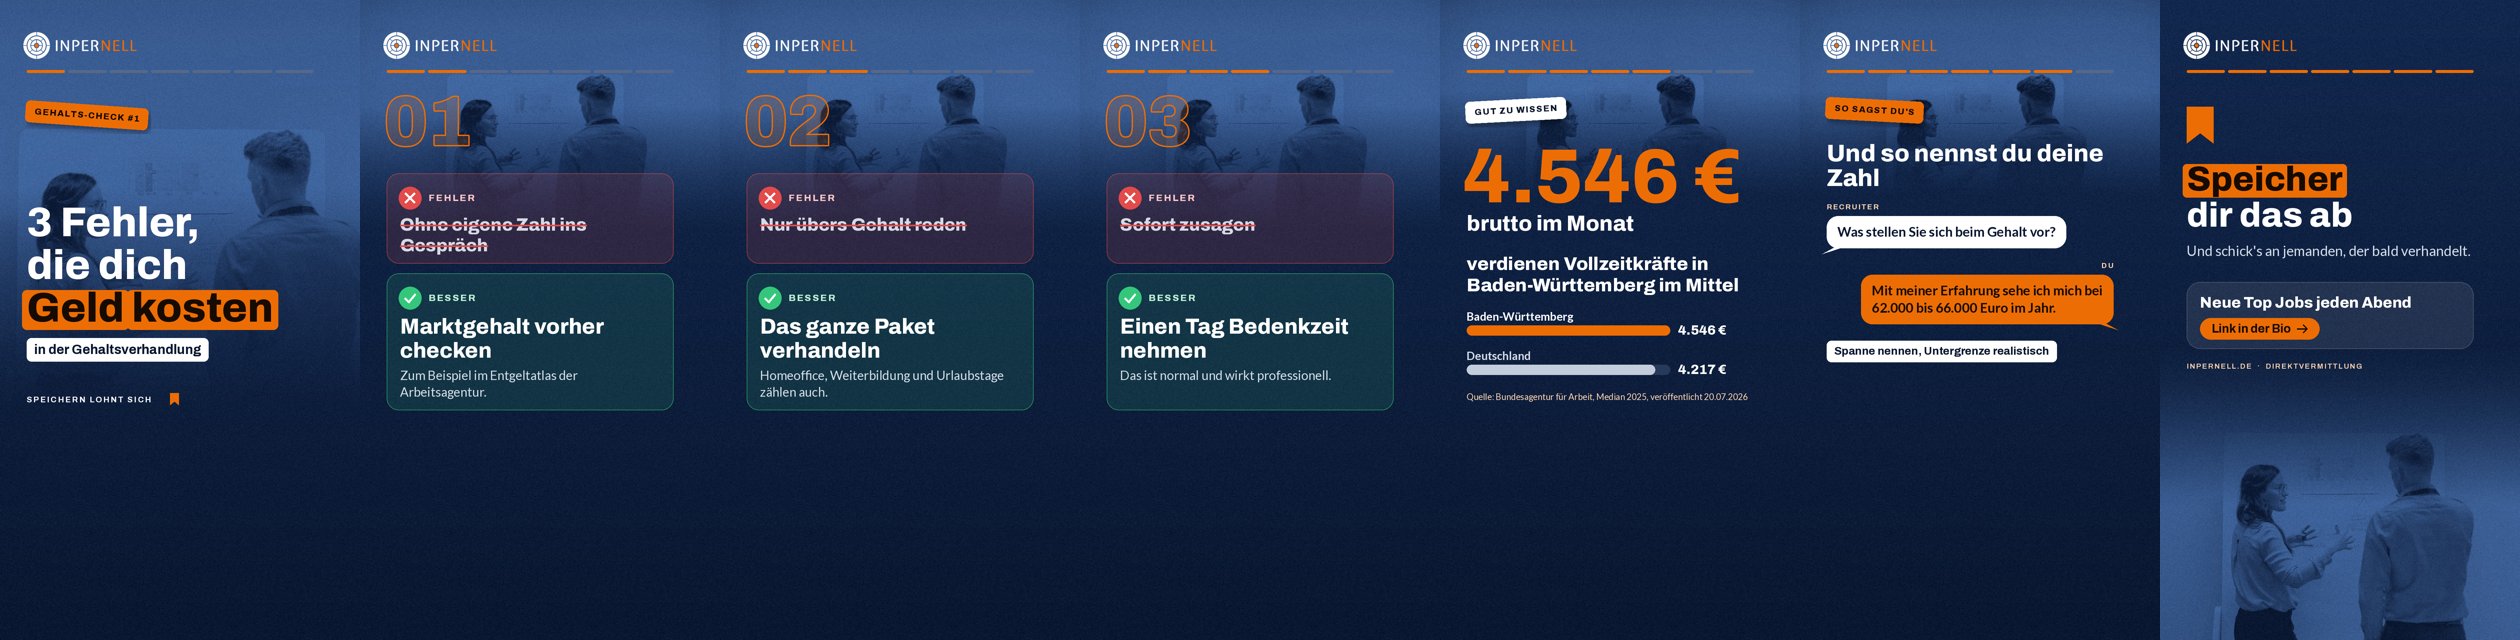 INPERNELL
GEHALTS-CHECK #1
3 Fehler,
die dich
Geld kosten
in der Gehaltsverhandlung
SPEICHERN LOHNT SICH
INPERNELL
01
FEHLER
Ohne eigene Zahl ins
Gespräch
BESSER
Marktgehalt vorher
checken
Zum Beispiel im Entgeltatlas der
Arbeitsagentur.
INPERNELL
02
FEHLER
Nur übers Gehalt reden
BESSER
Das ganze Paket
verhandeln
Homeoffice, Weiterbildung und Urlaubstage
zählen auch.
INPERNELL
03
FEHLER
Sofort zusagen
BESSER
Einen Tag Bedenkzeit
nehmen
Das ist normal und wirkt professionell.
INPERNELL
GUT ZU WISSEN
4.546 €
brutto im Monat
verdienen Vollzeitkräfte in
Baden-Württemberg im Mittel
Baden-Württemberg
4.546 €
Deutschland
4.217 €
Quelle: Bundesagentur für Arbeit, Median 2025, veröffentlicht 20.07.2026
INPERNELL
SO SAGST DU'S
Und so nennst du deine
Zahl
RECRUITER
Was stellen Sie sich beim Gehalt vor?
DU
Mit meiner Erfahrung sehe ich mich bei
62.000 bis 66.000 Euro im Jahr.
Spanne nennen, Untergrenze realistisch
INPERNELL
Speicher
dir das ab
Und schick's an jemanden, der bald verhandelt.
Neue Top Jobs jeden Abend
Link in der Bio →
INPERNELL.DE · DIREKTVERMITTLUNG